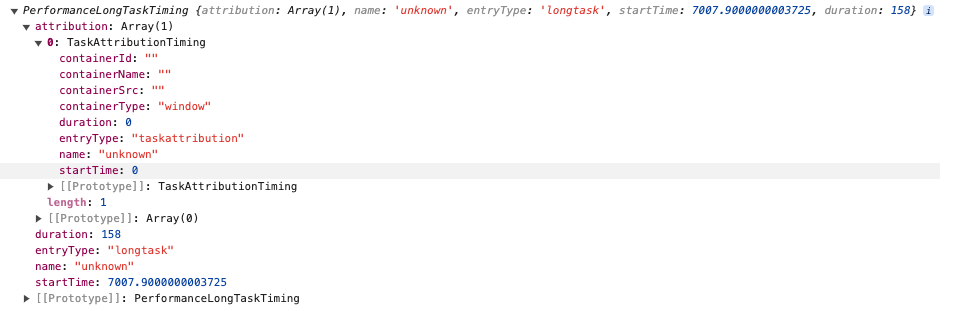 PerformanceLongTaskTiming {attribution: Array(1), name: 'unknown', entryType: 'longtask', startTime: 7007.9000000003725, duration: 158} i
attribution: Array(1)
0: TaskAttributionTiming
containerId: ""
containerName: ""
containerSrc: ""
containerType: "window"
duration: 0
entryType: "taskattribution"
name: "unknown"
startTime: 0
[[Prototype]]: TaskAttributionTiming
length: 1
[[Prototype]]: Array(0)
duration: 158
entryType: "longtask"
name: "unknown"
startTime: 7007.9000000003725
[[Prototype]]: PerformanceLongTaskTiming